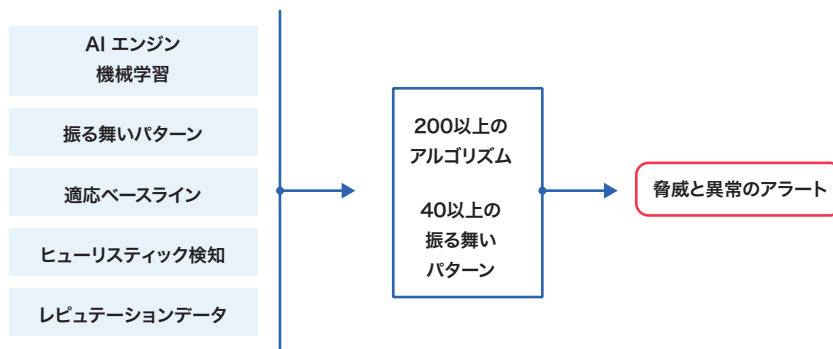 AI エンジン
機械学習
振る舞いパターン
適応ベースライン
ヒューリスティック検知
レピュテーションデータ
200以上の
アルゴリズム
40以上の
振る舞い
パターン
脅威と異常のアラート